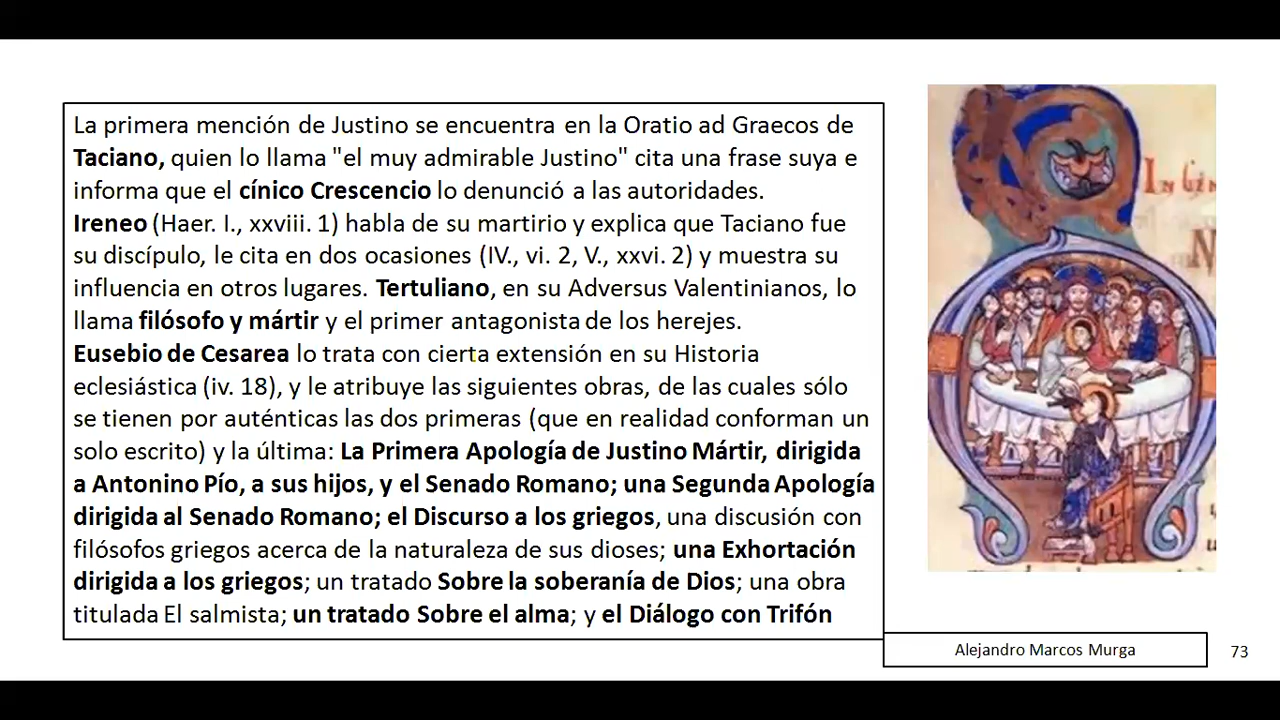 La primera mención de Justino se encuentra en la Oratio ad Graecos de
Taciano, quien lo llama "el muy admirable Justino" cita una frase suya e
informa que el cínico Crescencio lo denunció a las autoridades.
Ireneo (Haer. I., xxviii. 1) habla de su martirio y explica que Taciano fue
su discípulo, le cita en dos ocasiones (IV., vi. 2, V., xxvi. 2) y muestra su
influencia en otros lugares. Tertuliano, en su Adversus Valentinianos, lo
llama filósofo y mártir y el primer antagonista de los herejes.
Eusebio de Cesarea lo trata con cierta extensión en su Historia
eclesiástica (iv. 18), y le atribuye las siguientes obras, de las cuales sólo
se tienen por auténticas las dos primeras (que en realidad conforman un
solo escrito) y la última: La Primera Apología de Justino Mártir, dirigida
a Antonino Pío, a sus hijos, y el Senado Romano; una Segunda Apología
dirigida al Senado Romano; el Discurso a los griegos, una discusión con
filósofos griegos acerca de la naturaleza de sus dioses; una Exhortación
dirigida a los griegos; un tratado Sobre la soberanía de Dios; una obra
titulada El salmista; un tratado Sobre el alma; y el Diálogo con Trifón
Alejandro Marcos Murga
73